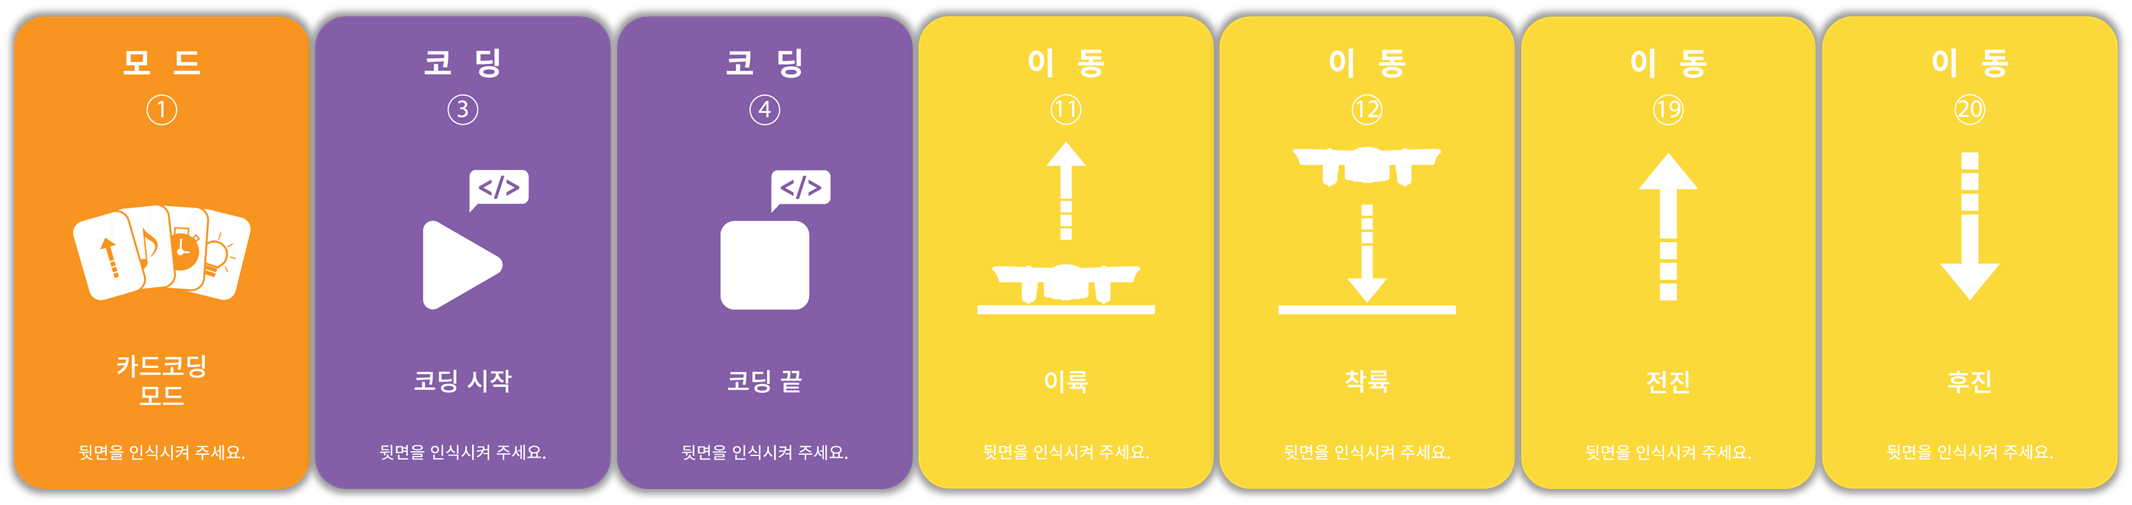 모 드
①
카드코딩
모드
뒷면을 인식시켜 주세요.
코 딩
③
</>
코딩 시작
뒷면을 인식시켜 주세요.
코 딩
④
</>
코딩 끝
뒷면을 인식시켜 주세요.
이 동
⑪
이륙
뒷면을 인식시켜 주세요.
이 동
⑫
착륙
뒷면을 인식시켜 주세요.
이 동
⑲
전진
뒷면을 인식시켜 주세요.
이 동
⑳
후진
뒷면을 인식시켜 주세요.